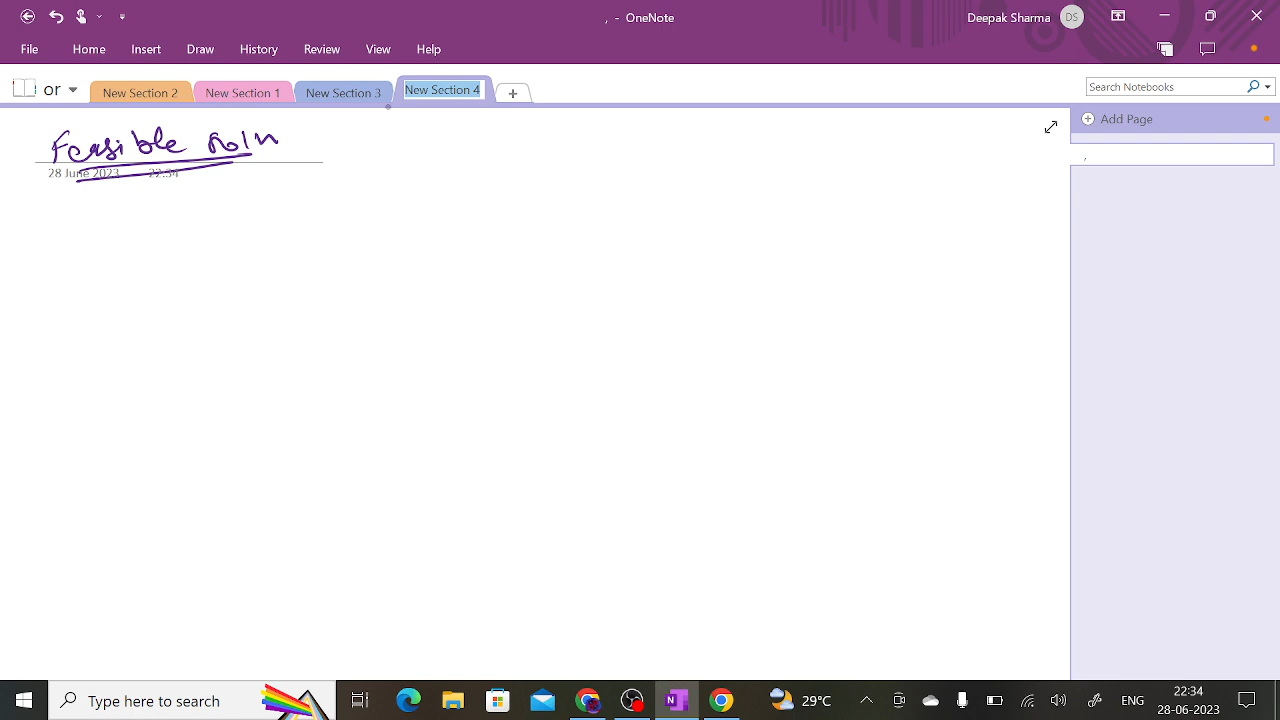 , - OneNote
Deepak Sharma DS
File Home Insert Draw History Review View Help
or New Section 2 New Section 1 New Section 3 New Section 4 + Search Notebooks
Add Page
,
Feasible Soln
28 June 2023 22:34
Type here to search 29°C ENG 22:38 28-06-2023